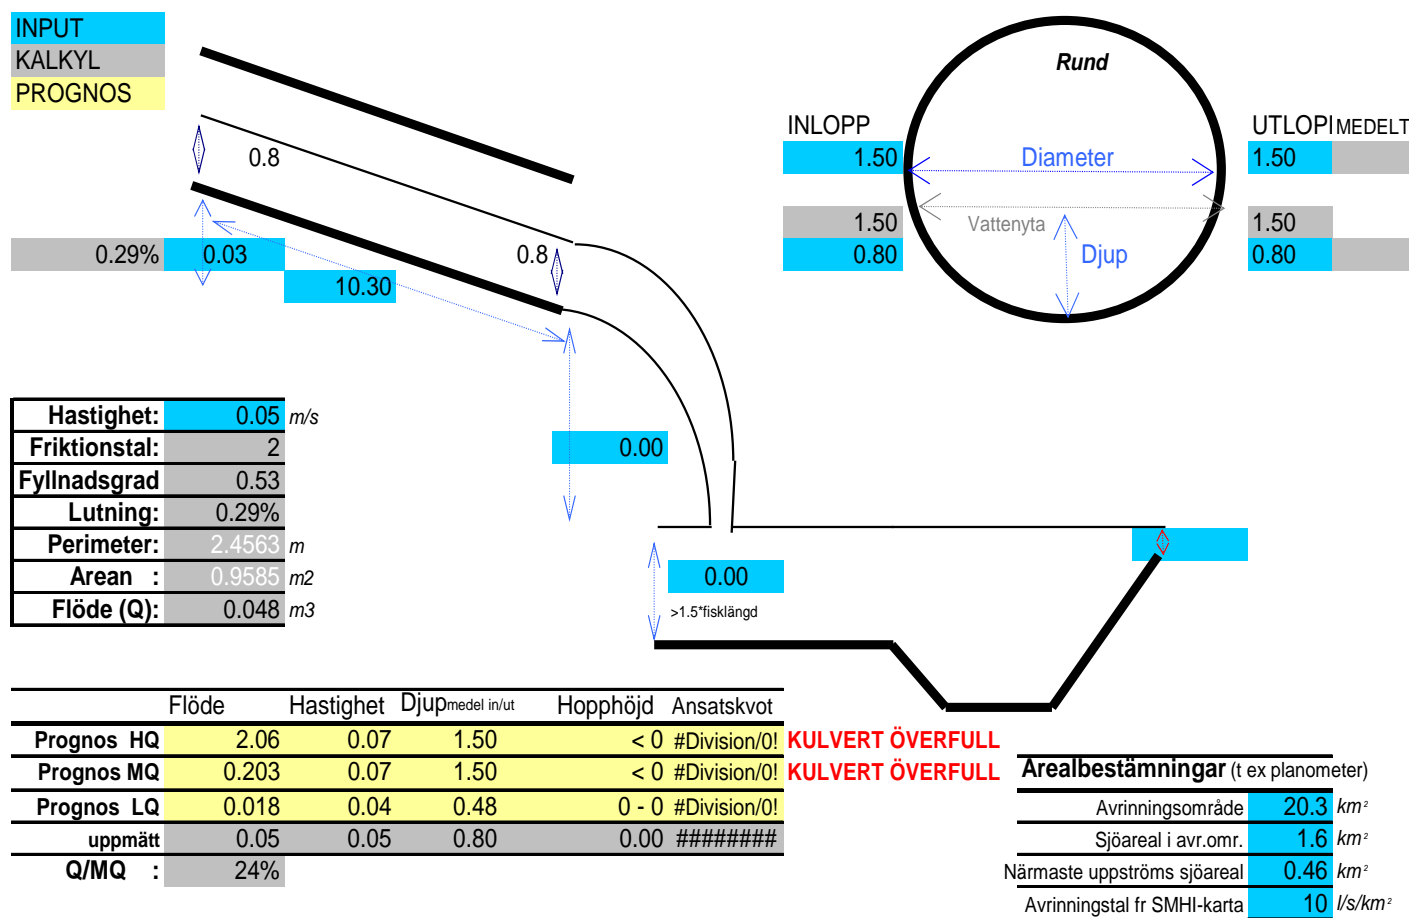 INPUT
KALKYL
PROGNOS
Rund
INLOPP
UTLOPI MEDELT
1.50 Diameter 1.50
0.8
1.50 Vattenyta 1.50
0.80 Djup 0.80
0.29% 0.03 0.8
10.30
Hastighet: 0.05 m/s
Friktionstal: 2
Fyllnadsgrad 0.53
Lutning: 0.29%
Perimeter: 2.4563 m
Arean : 0.9585 m2
Flöde (Q): 0.048 m3
0.00
0.00
>1.5*fisklängd
Flöde Hastighet Djup medel in/ut Hopphöjd Ansatskvot
Prognos HQ 2.06 0.07 1.50 < 0 #Division/0! KULVERT ÖVERFULL
Prognos MQ 0.203 0.07 1.50 < 0 #Division/0! KULVERT ÖVERFULL
Prognos LQ 0.018 0.04 0.48 0 - 0 #Division/0!
uppmätt 0.05 0.05 0.80 0.00 ########
Q/MQ : 24%
Arealbestämningar (t ex planometer)
Avrinningsområde 20.3 km²
Sjöareal i avr.omr. 1.6 km²
Närmaste uppströms sjöareal 0.46 km²
Avrinningstal fr SMHI-karta 10 l/s/km²